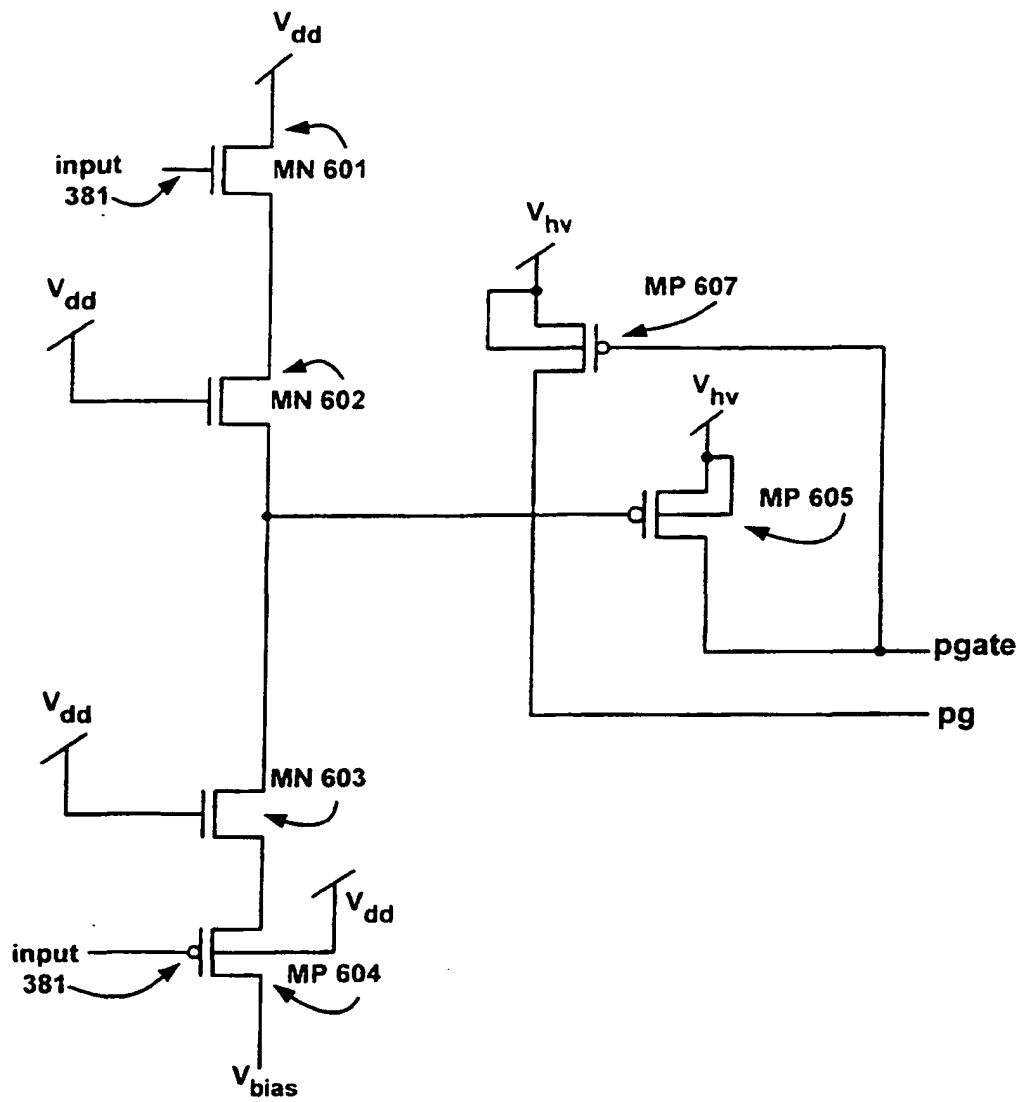 Vdd
MN 601
input
381
Vhv
MP 607
Vdd
Vhv
MN 602
MP 605
pgate
pg
Vdd
MN 603
Vdd
input
381
MP 604
Vbias